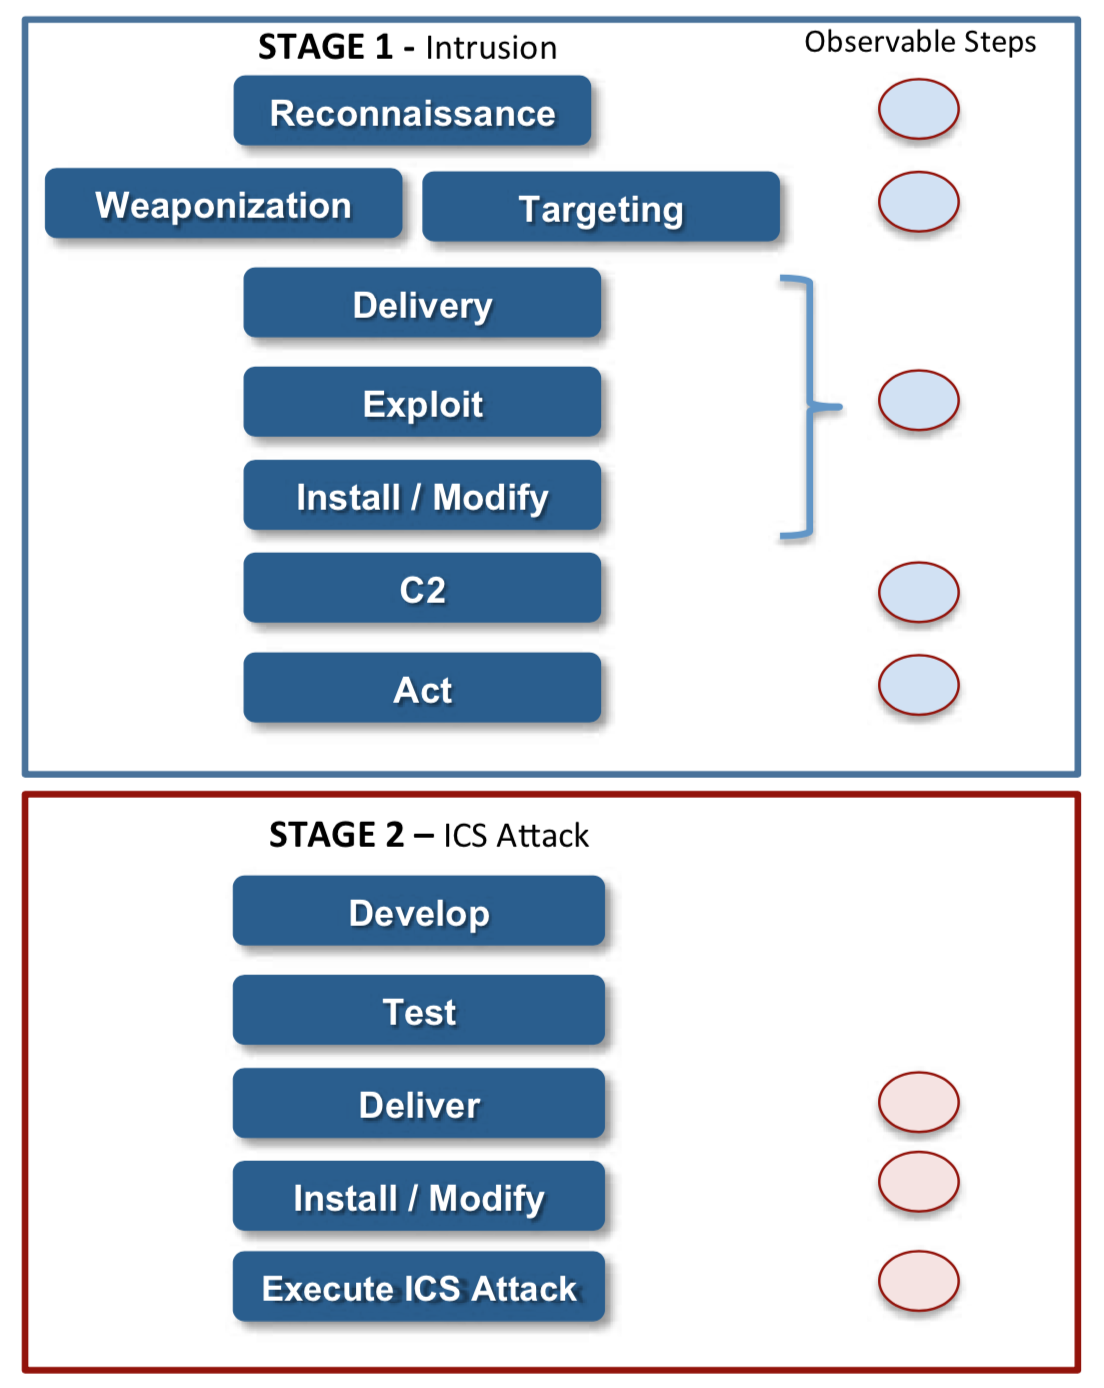 STAGE 1 - Intrusion
Observable Steps
Reconnaissance
Weaponization
Targeting
Delivery
Exploit
Install / Modify
C2
Act
STAGE 2 – ICS Attack
Develop
Test
Deliver
Install / Modify
Execute ICS Attack